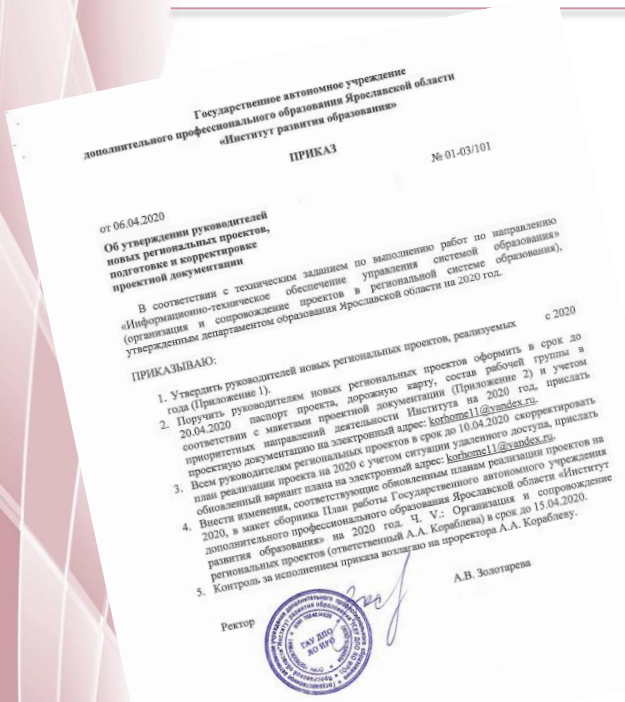 Государственное автономное учреждение
дополнительного профессионального образования Ярославской области
«Институт развития образования»
ПРИКАЗ
№ 01-03/101
от 06.04.2020
Об утверждении руководителей
новых региональных проектов,
подготовке и корректировке
проектной документации
В соответствии с техническим заданием по выполнению работ по направлению
«Информационно-техническое обеспечение управления системой образования»
(организация и сопровождение проектов в региональной системе образования),
утвержденным департаментом образования Ярославской области на 2020 год.
ПРИКАЗЫВАЮ:
1. Утвердить руководителей новых региональных проектов, реализуемых с 2020
года (Приложение 1).
2. Поручить руководителям новых региональных проектов оформить в срок до
20.04.2020 паспорт проекта, дорожную карту, состав рабочей группы в
соответствии с макетами проектной документации (Приложение 2) и учетом
приоритетных направлений деятельности Института на 2020 год, прислать
проектную документацию на электронный адрес: korhome11@yandex.ru.
3. Всем руководителям региональных проектов в срок до 10.04.2020 скорректировать
план реализации проекта на 2020 с учетом ситуации удаленного доступа, прислать
обновленный вариант плана на электронный адрес: korhome11@yandex.ru.
4. Внести изменения, соответствующие обновленным планам реализации проектов на
2020, в макет сборника План работы Государственного автономного учреждения
дополнительного профессионального образования Ярославской области «Институт
развития образования» на 2020 год. Ч. V.: Организация и сопровождение
региональных проектов (ответственный А.А. Кораблева) в срок до 15.04.2020.
5. Контроль за исполнением приказа возлагаю на проректора А.А. Кораблеву.
Ректор
А.В. Золотарева
ГАУ ДПО
ЯО ИРО